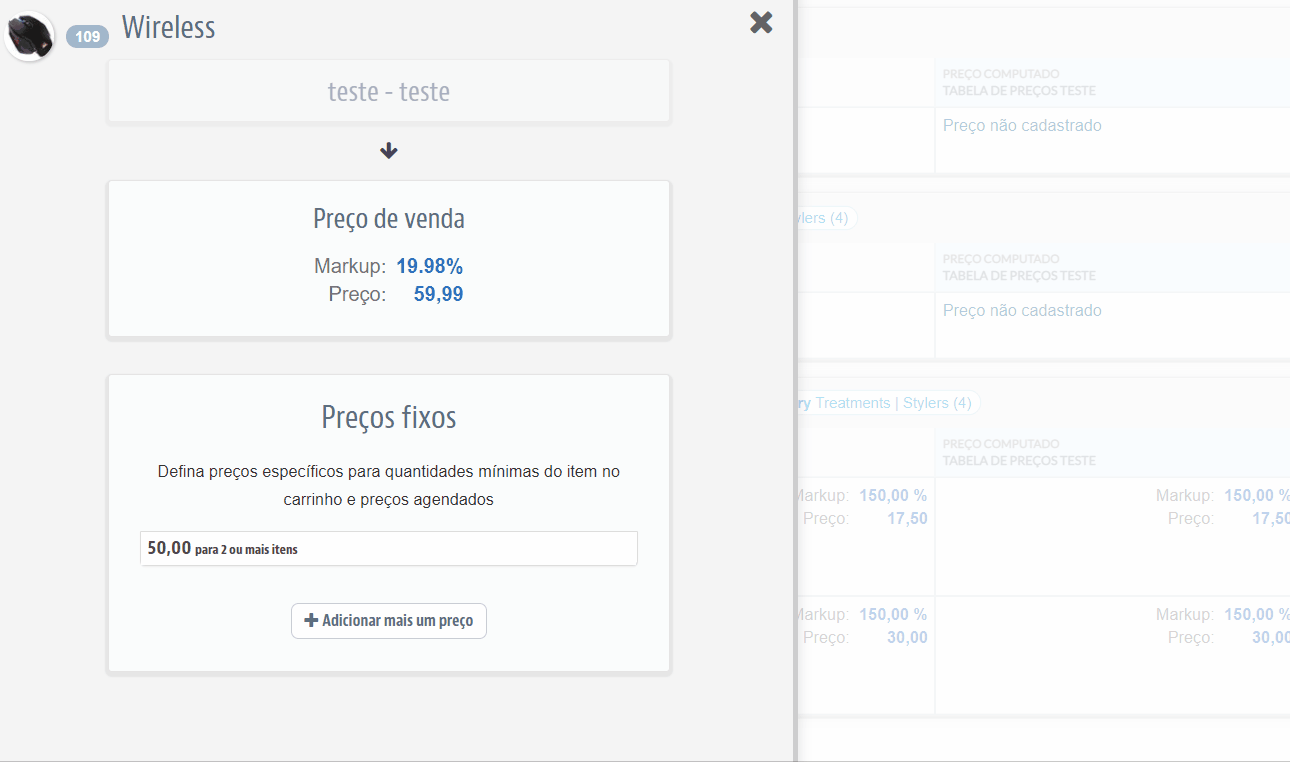 109 Wireless
teste - teste
Preço de venda
Markup: 19.98%
Preço: 59,99
Preços fixos
Defina preços específicos para quantidades mínimas do item no
carrinho e preços agendados
50,00 para 2 ou mais itens
Adicionar mais um preço
PREÇO COMPUTADO
TABELA DE PREÇOS TESTE
Preço não cadastrado
ylers (4)
PREÇO COMPUTADO
TABELA DE PREÇOS TESTE
Preço não cadastrado
ry Treatments | Stylers (4)
PREÇO COMPUTADO
TABELA DE PREÇOS TESTE
Markup: 150,00 % Markup: 150,00 %
Preço: 17,50 Preço: 17,50
Markup: 150,00 % Markup: 150,00 %
Preço: 30,00 Preço: 30,00